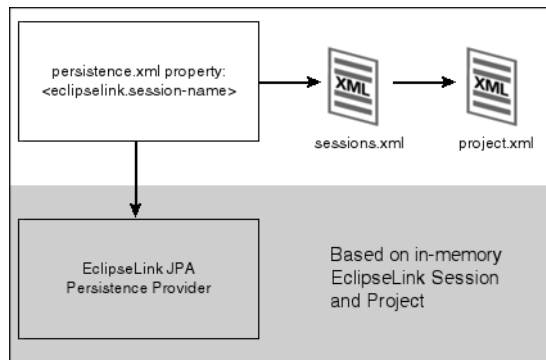 persistence.xml property:
<eclipselink.session-name>
XML
XML
sessions.xml
project.xml
EclipseLink JPA
Persistence Provider
Based on in-memory
EclipseLink Session
and Project